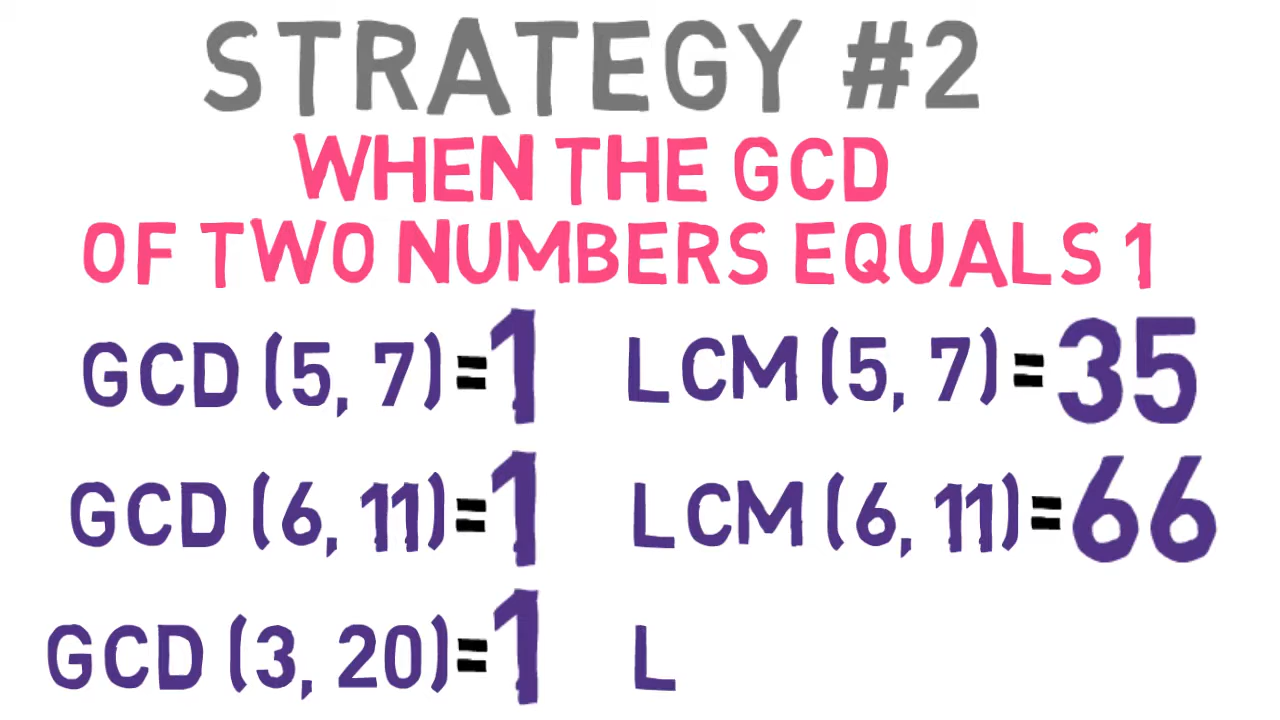 STRATEGY #2
WHEN THE GCD
OF TWO NUMBERS EQUALS 1
GCD (5, 7)=1 LCM (5, 7)=35
GCD (6, 11)=1 LCM (6, 11)=66
GCD (3, 20)=1 L